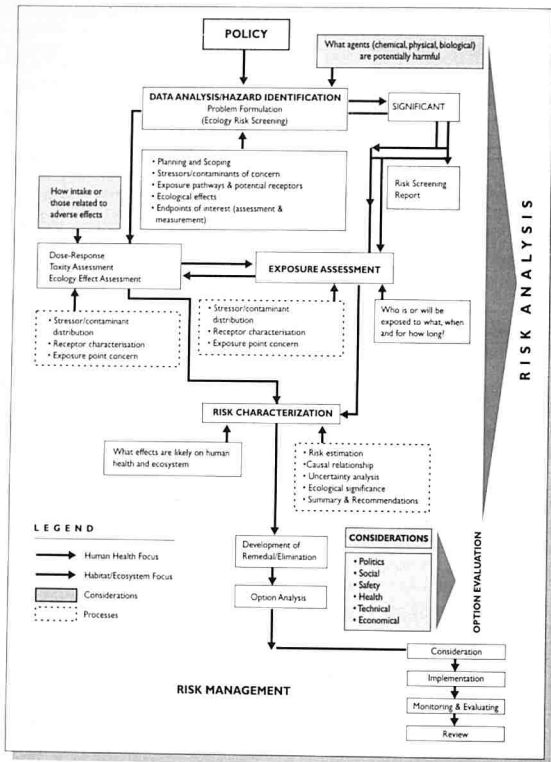 POLICY
What agents (chemical, physical, biological)
are potentially harmful
DATA ANALYSIS/HAZARD IDENTIFICATION
Problem Formulation
(Ecology Risk Screening)
SIGNIFICANT
• Planning and Scoping
• Stressors/contaminants of concern
• Exposure pathways & potential receptors
• Ecological effects
• Endpoints of interest (assessment &
measurement)
Risk Screening
Report
How intake or
those related to
adverse effects
Dose-Response
Toxity Assessment
Ecology Effect Assessment
EXPOSURE ASSESSMENT
• Stressor/contaminant
distribution
• Receptor characterisation
• Exposure point concern
• Stressor/contaminant
distribution
• Receptor characterisation
• Exposure point concern
Who is or will be
exposed to what, when
and for how long?
RISK ANALYSIS
RISK CHARACTERIZATION
What effects are likely on human
health and ecosystem
• Risk estimation
•Causal relationship
• Uncertainty analysis
• Ecological significance
• Summary & Recommendations
LEGEND
Human Health Focus
Habitat/Ecosystem Focus
Considerations
Processes
Development of
Remedial/Elimination
Option Analysis
CONSIDERATIONS
• Politics
• Social
• Safety
• Health
• Technical
• Economical
OPTION EVALUATION
Consideration
Implementation
Monitoring & Evaluating
Review
RISK MANAGEMENT